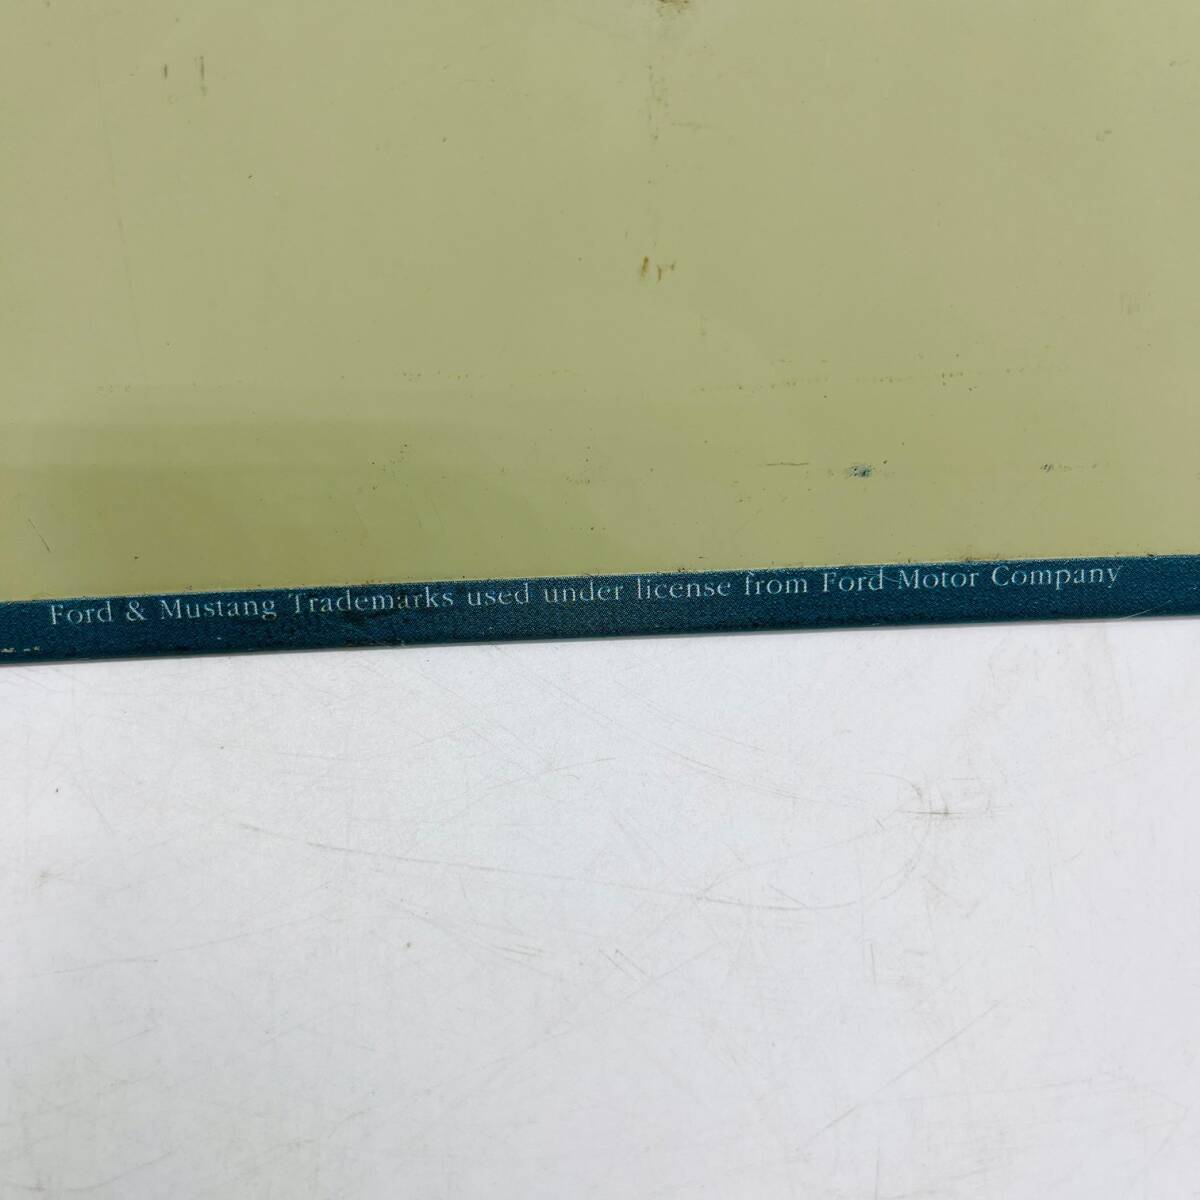 Ford & Mustang Trademarks used under license from Ford Motor Company